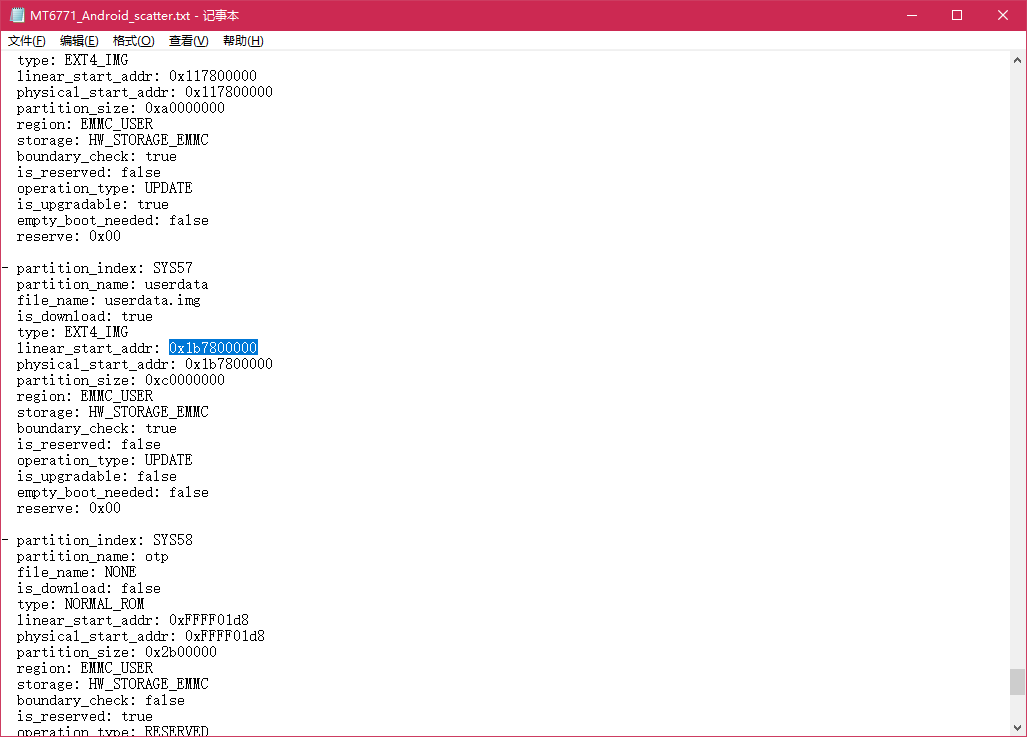 MT6771_Android_scatter.txt - 记事本
文件(F) 编辑(E) 格式(O) 查看(V) 帮助(H)
type: EXT4_IMG
linear_start_addr: 0x117800000
physical_start_addr: 0x117800000
partition_size: 0xa0000000
region: EMMC_USER
storage: HW_STORAGE_EMMC
boundary_check: true
is_reserved: false
operation_type: UPDATE
is_upgradable: true
empty_boot_needed: false
reserve: 0x00
- partition_index: SYS57
partition_name: userdata
file_name: userdata.img
is_download: true
type: EXT4_IMG
linear_start_addr: 0x1b7800000
physical_start_addr: 0x1b7800000
partition_size: 0xc0000000
region: EMMC_USER
storage: HW_STORAGE_EMMC
boundary_check: true
is_reserved: false
operation_type: UPDATE
is_upgradable: false
empty_boot_needed: false
reserve: 0x00
- partition_index: SYS58
partition_name: otp
file_name: NONE
is_download: false
type: NORMAL_ROM
linear_start_addr: 0xFFFF01d8
physical_start_addr: 0xFFFF01d8
partition_size: 0x2b00000
region: EMMC_USER
storage: HW_STORAGE_EMMC
boundary_check: false
is_reserved: true
operation_type: RESERVED